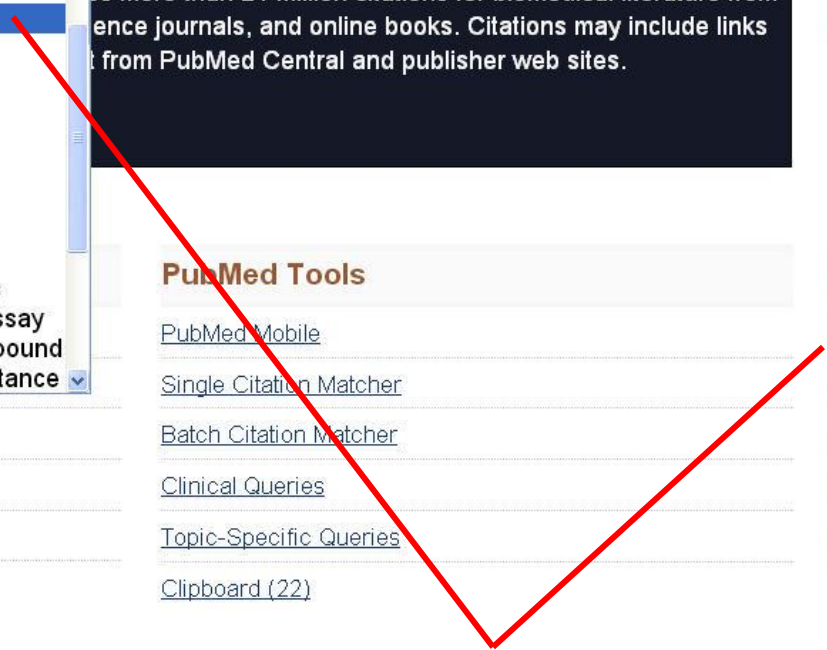 ence journals, and online books. Citations may include links
from PubMed Central and publisher web sites.
PubMed Tools
PubMed Mobile
Single Citation Matcher
Batch Citation Matcher
Clinical Queries
Topic-Specific Queries
Clipboard (22)
ssay
ound
tance